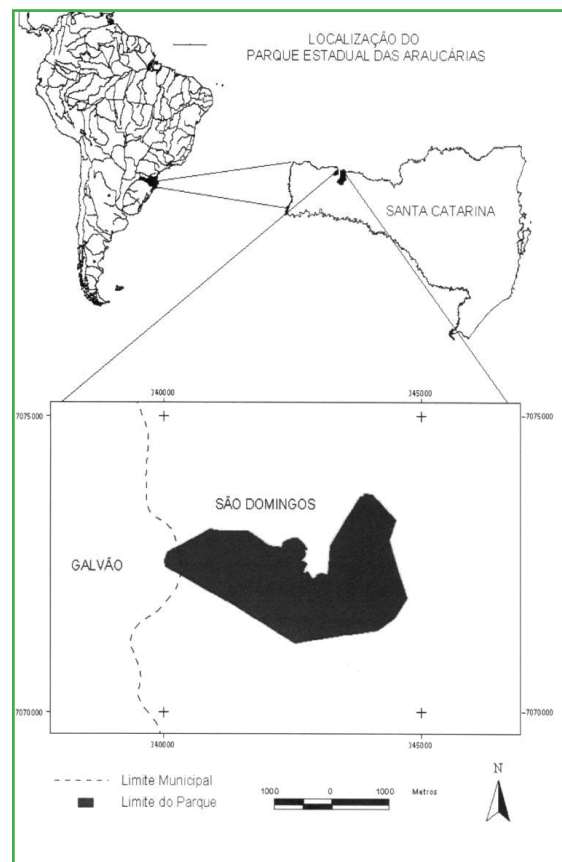 LOCALIZAÇÃO DO
PARQUE ESTADUAL DAS ARAUCÁRIAS
SANTA CATARINA
340000
345000
7075000
7075000
SÃO DOMINGOS
GALVÃO
7070000
7070000
340000
345000
Limite Municipal
Limite do Parque
1000 0 1000 Metros
N